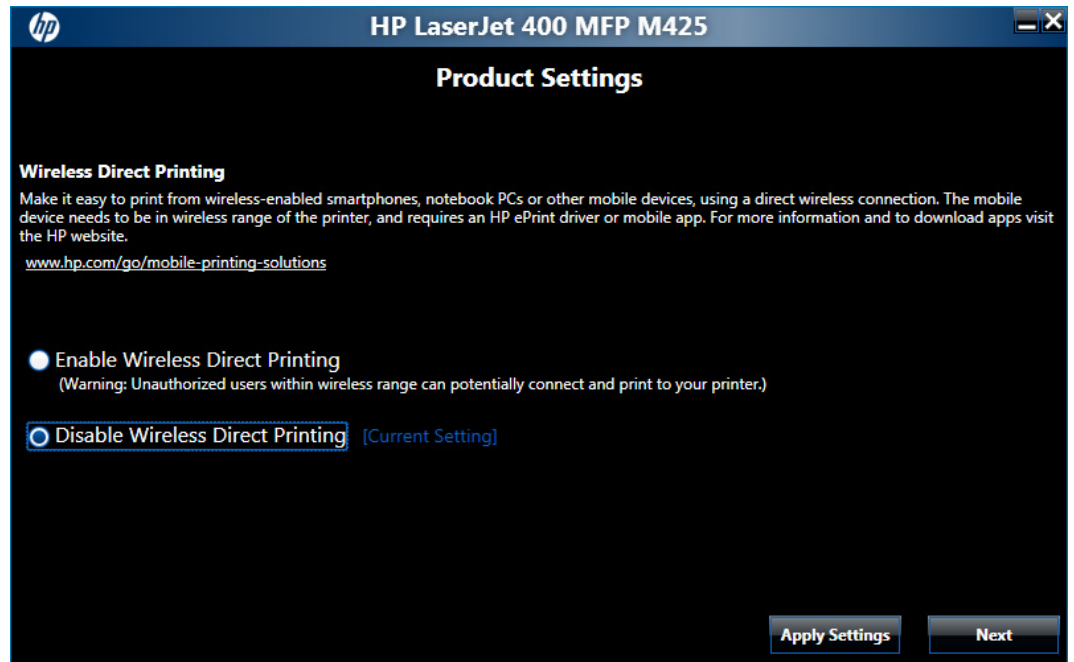 hp
HP LaserJet 400 MFP M425
Product Settings
Wireless Direct Printing
Make it easy to print from wireless-enabled smartphones, notebook PCs or other mobile devices, using a direct wireless connection. The mobile
device needs to be in wireless range of the printer, and requires an HP ePrint driver or mobile app. For more information and to download apps visit
the HP website.
www.hp.com/go/mobile-printing-solutions
Enable Wireless Direct Printing
(Warning: Unauthorized users within wireless range can potentially connect and print to your printer.)
Disable Wireless Direct Printing [Current Setting]
Apply Settings Next